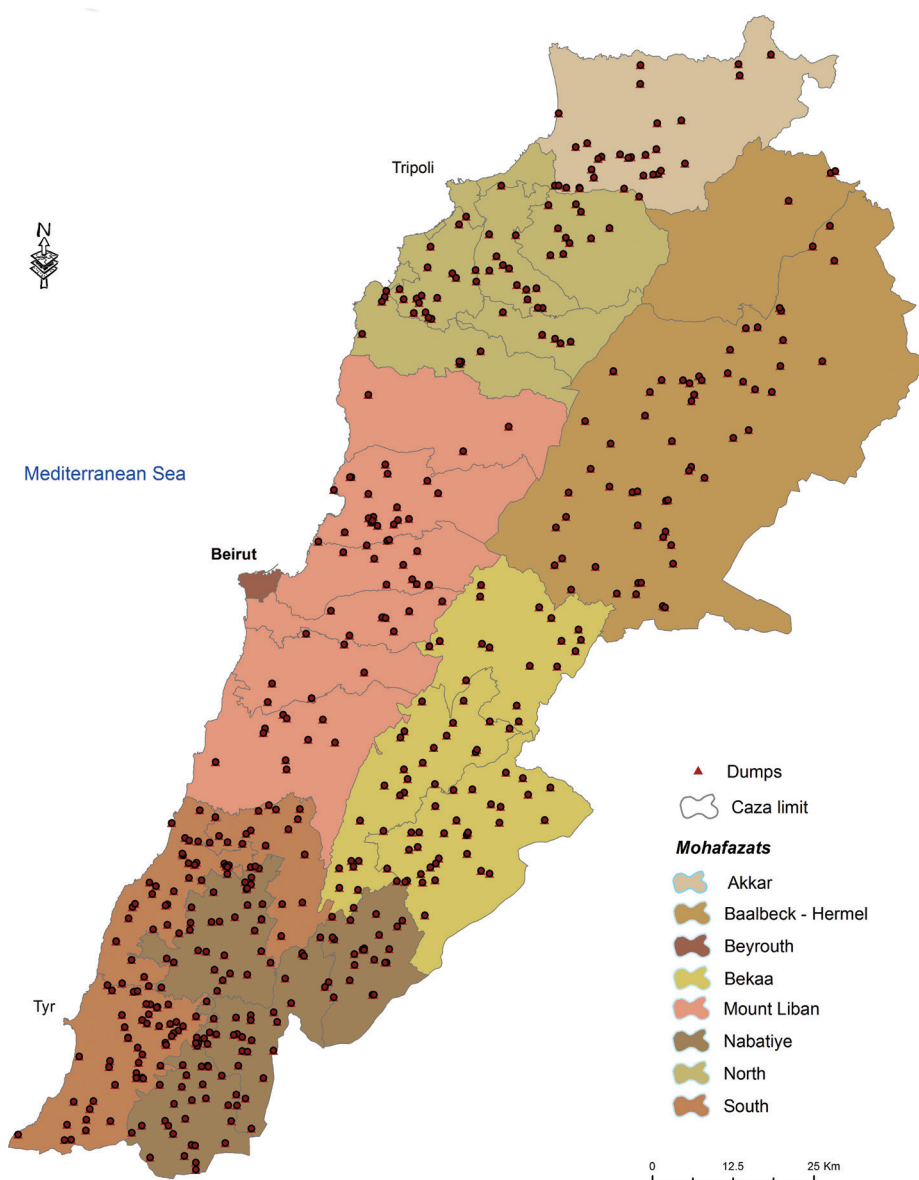 Tripoli
N
Mediterranean Sea
Beirut
Dumps
Caza limit
Mohafazats
Akkar
Baalbeck - Hermel
Beyrouth
Bekaa
Mount Liban
Tyr
Nabatiye
North
South
0 12.5 25 Km